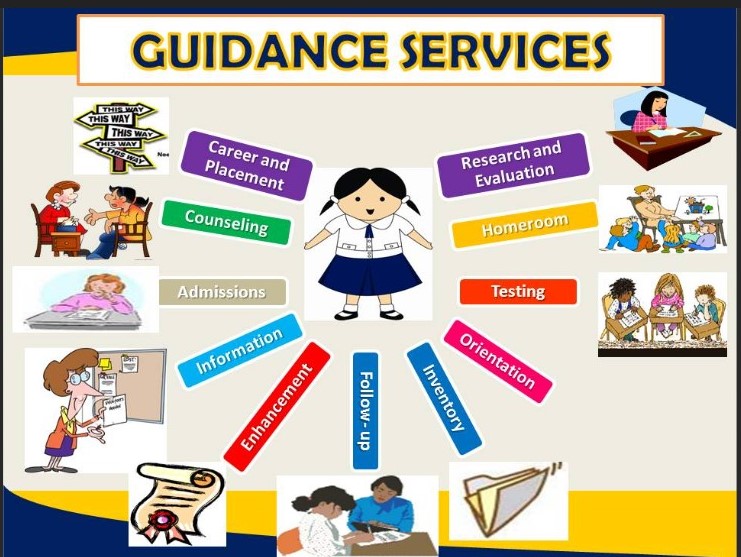 GUIDANCE SERVICES
THIS WAY
THIS WAY
THIS WAY
THIS WAY
THIS WAY
Career and
Placement
Research and
Evaluation
Counseling
Homeroom
Admissions
Testing
Information
Orientation
Enhancement
Follow- up
Inventory